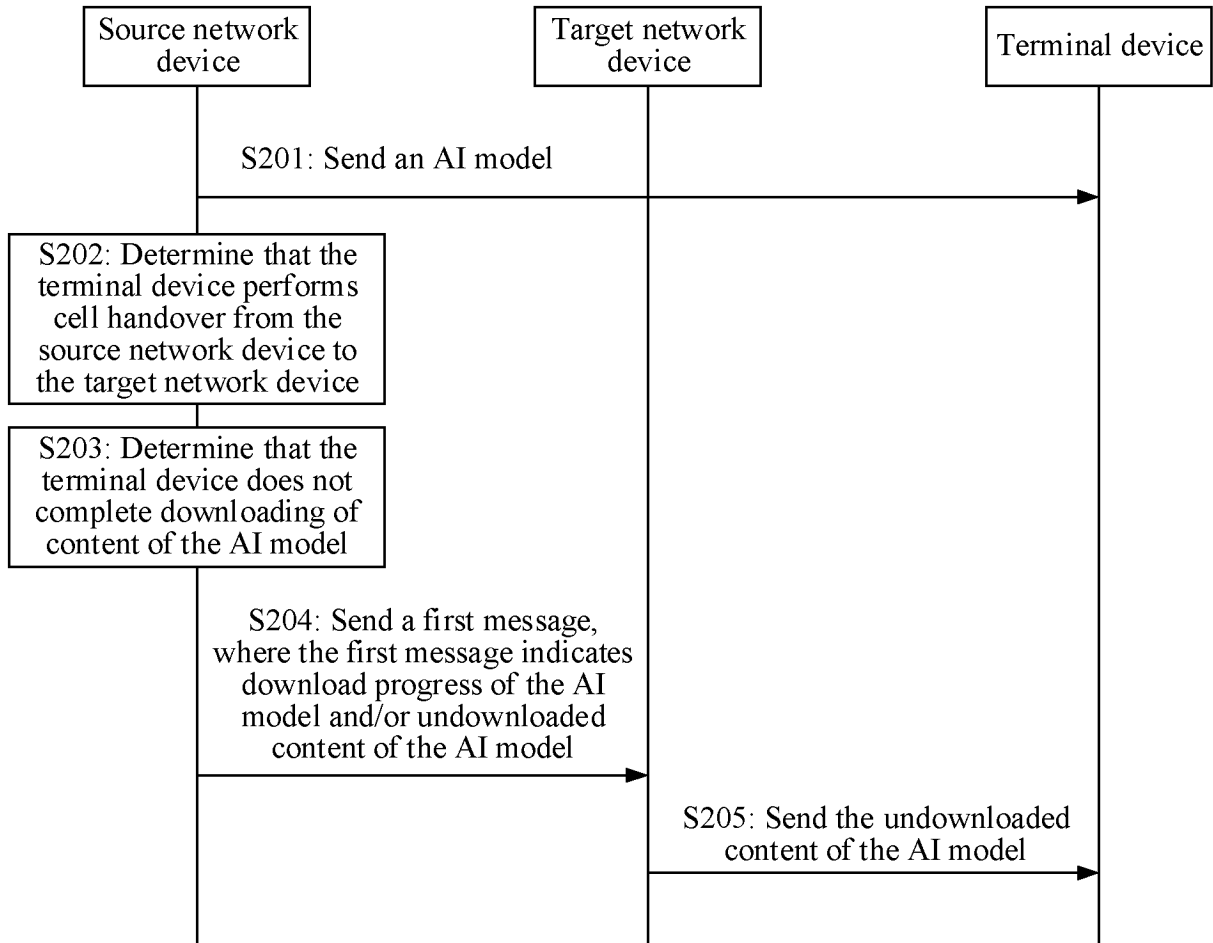 Source network
device
Target network
device
Terminal device
S201: Send an AI model
S202: Determine that the
terminal device performs
cell handover from the
source network device to
the target network device
S203: Determine that the
terminal device does not
complete downloading of
content of the AI model
S204: Send a first message,
where the first message indicates
download progress of the AI
model and/or undownloaded
content of the AI model
S205: Send the undownloaded
content of the AI model